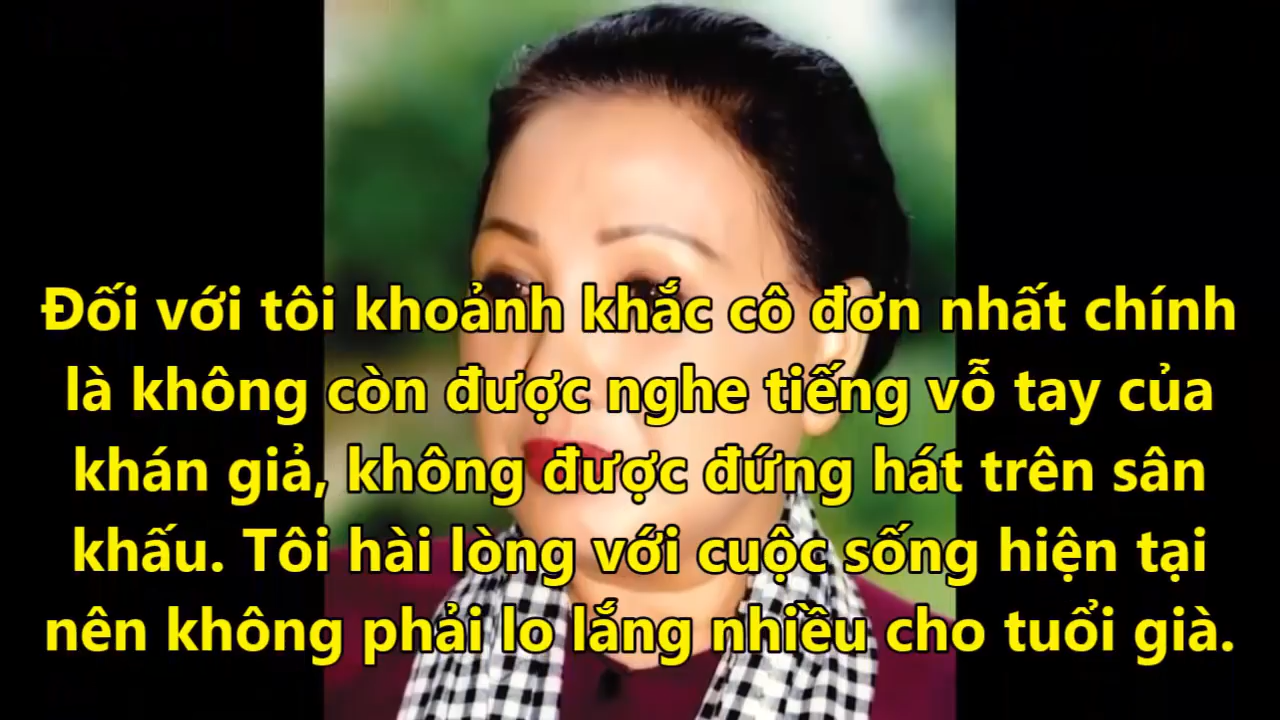 Đối với tôi khoảnh khắc cô đơn nhất chính
là không còn được nghe tiếng vỗ tay của
khán giả, không được đứng hát trên sân
khấu. Tôi hài lòng với cuộc sống hiện tại
nên không phải lo lắng nhiều cho tuổi già.